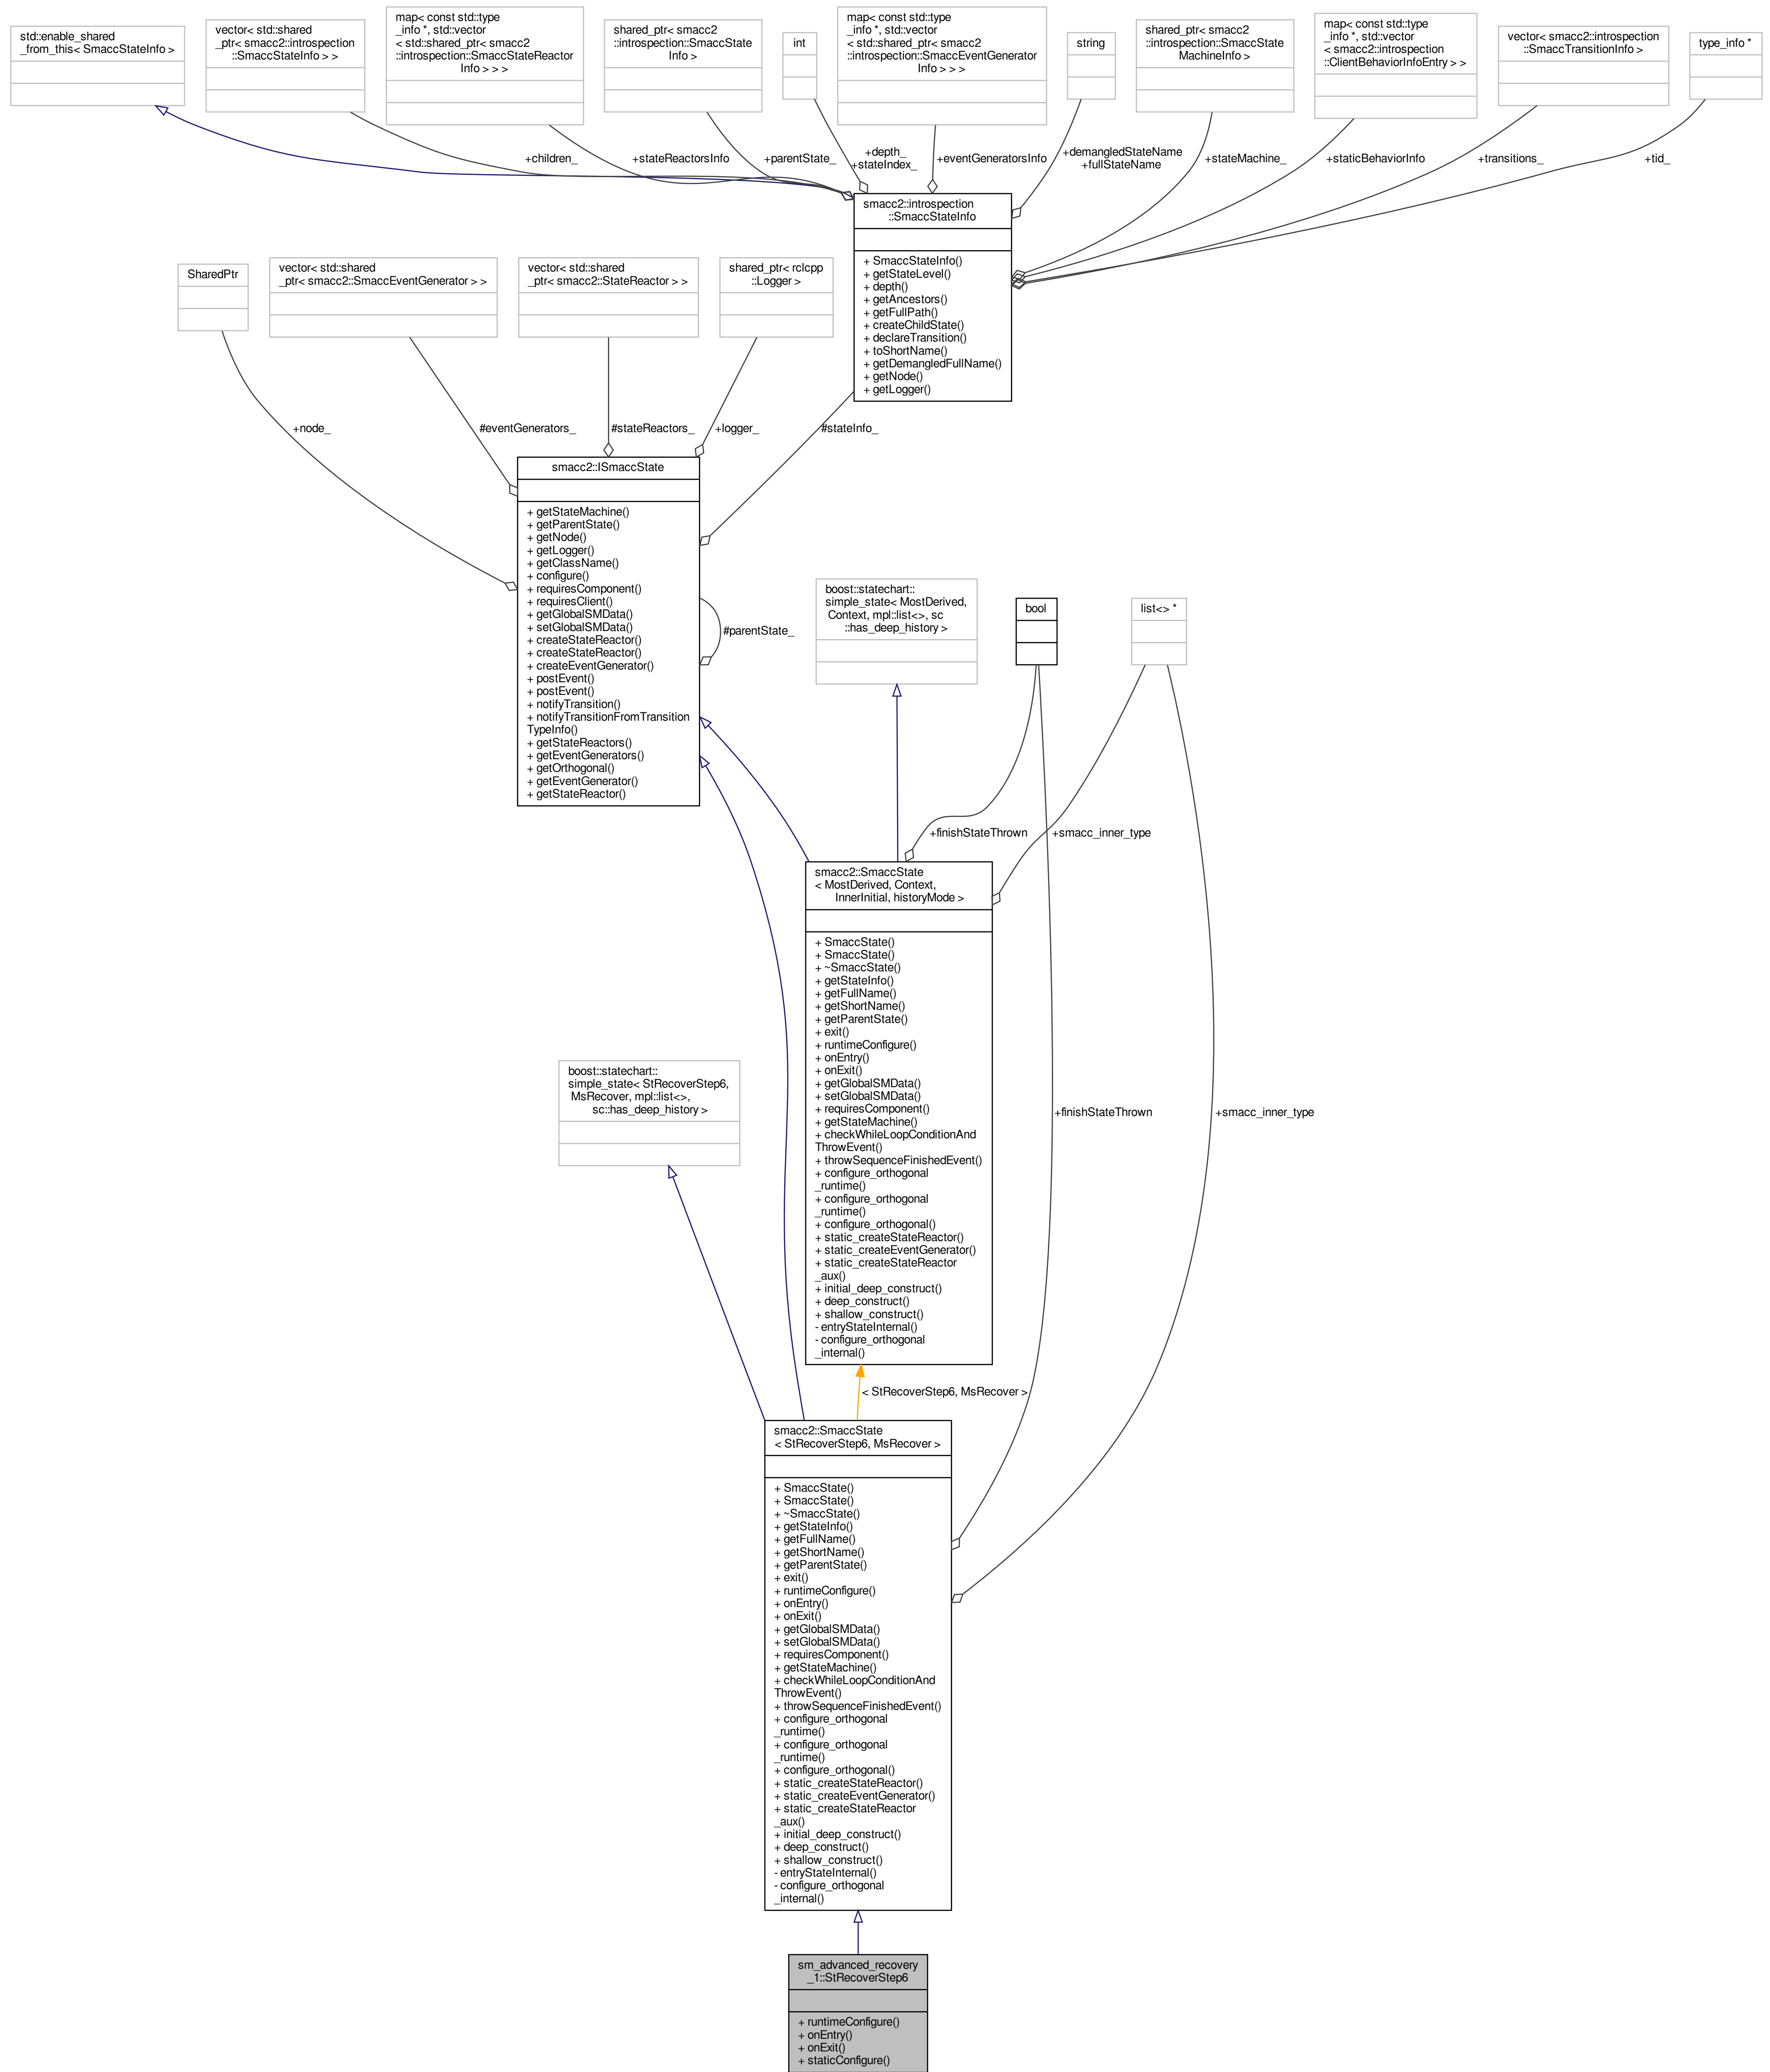 std::enable_shared
_from_this< SmaccStateInfo >
vector< std::shared
_ptr< smacc2::introspection
::SmaccStateInfo > >
map< const std::type
_info *, std::vector
< std::shared_ptr< smacc2
::introspection::SmaccStateReactor
Info > > >
shared_ptr< smacc2
::introspection::SmaccState
Info >
int
map< const std::type
_info *, std::vector
< std::shared_ptr< smacc2
::introspection::SmaccEventGenerator
Info > > >
string
shared_ptr< smacc2
::introspection::SmaccState
MachineInfo >
map< const std::type
_info *, std::vector
< smacc2::introspection
::ClientBehaviorInfoEntry > >
vector< smacc2::introspection
::SmaccTransitionInfo >
type_info *
+children_
+stateReactorsInfo
+parentState_
+depth_
+stateIndex_
+eventGeneratorsInfo
+demangledStateName
+fullStateName
+stateMachine_
+staticBehaviorInfo
+transitions_
+tid_
smacc2::introspection
::SmaccStateInfo
+ SmaccStateInfo()
+ getStateLevel()
+ depth()
+ getAncestors()
+ getFullPath()
+ createChildState()
+ declareTransition()
+ toShortName()
+ getDemangledFullName()
+ getNode()
+ getLogger()
SharedPtr
vector< std::shared
_ptr< smacc2::SmaccEventGenerator > >
vector< std::shared
_ptr< smacc2::StateReactor > >
shared_ptr< rclcpp
::Logger >
+node_
#eventGenerators_
#stateReactors_
+logger_
#stateInfo_
smacc2::ISmaccState
+ getStateMachine()
+ getParentState()
+ getNode()
+ getLogger()
+ getClassName()
+ configure()
+ requiresComponent()
+ requiresClient()
+ getGlobalSMData()
+ setGlobalSMData()
+ createStateReactor()
+ createStateReactor()
+ createEventGenerator()
+ postEvent()
+ postEvent()
+ notifyTransition()
+ notifyTransitionFromTransition
TypeInfo()
+ getStateReactors()
+ getEventGenerators()
+ getOrthogonal()
+ getEventGenerator()
+ getStateReactor()
#parentState_
boost::statechart::
simple_state< MostDerived,
Context, mpl::list<>, sc
::has_deep_history >
bool
list<> *
+finishStateThrown
+smacc_inner_type
smacc2::SmaccState
< MostDerived, Context,
InnerInitial, historyMode >
+ SmaccState()
+ SmaccState()
+ ~SmaccState()
+ getStateInfo()
+ getFullName()
+ getShortName()
+ getParentState()
+ exit()
+ runtimeConfigure()
+ onEntry()
+ onExit()
+ getGlobalSMData()
+ setGlobalSMData()
+ requiresComponent()
+ getStateMachine()
+ checkWhileLoopConditionAnd
ThrowEvent()
+ throwSequenceFinishedEvent()
+ configure_orthogonal
_runtime()
+ configure_orthogonal
_runtime()
+ configure_orthogonal()
+ static_createStateReactor()
+ static_createEventGenerator()
+ static_createStateReactor
_aux()
+ initial_deep_construct()
+ deep_construct()
+ shallow_construct()
- entryStateInternal()
- configure_orthogonal
_internal()
boost::statechart::
simple_state< StRecoverStep6,
MsRecover, mpl::list<>,
sc::has_deep_history >
+finishStateThrown
+smacc_inner_type
< StRecoverStep6, MsRecover >
smacc2::SmaccState
< StRecoverStep6, MsRecover >
+ SmaccState()
+ SmaccState()
+ ~SmaccState()
+ getStateInfo()
+ getFullName()
+ getShortName()
+ getParentState()
+ exit()
+ runtimeConfigure()
+ onEntry()
+ onExit()
+ getGlobalSMData()
+ setGlobalSMData()
+ requiresComponent()
+ getStateMachine()
+ checkWhileLoopConditionAnd
ThrowEvent()
+ throwSequenceFinishedEvent()
+ configure_orthogonal
_runtime()
+ configure_orthogonal
_runtime()
+ configure_orthogonal()
+ static_createStateReactor()
+ static_createEventGenerator()
+ static_createStateReactor
_aux()
+ initial_deep_construct()
+ deep_construct()
+ shallow_construct()
- entryStateInternal()
- configure_orthogonal
_internal()
sm_advanced_recovery
_1::StRecoverStep6
+ runtimeConfigure()
+ onEntry()
+ onExit()
+ staticConfigure()